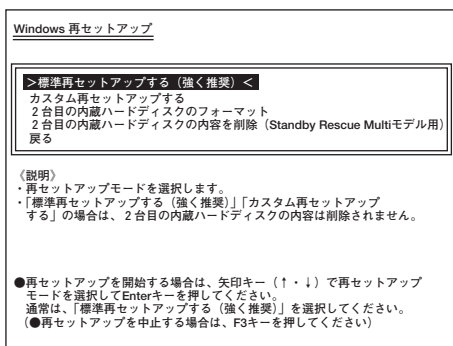 Windows 再セットアップ
＞標準再セットアップする（強く推奨）＜
カスタム再セットアップする
２台目の内蔵ハードディスクのフォーマット
２台目の内蔵ハードディスクの内容を削除（Standby Rescue Multiモデル用）
戻る
《説明》
・再セットアップモードを選択します。
・「標準再セットアップする（強く推奨）」「カスタム再セットアップ
する」の場合は、２台目の内蔵ハードディスクの内容は削除されません。
●再セットアップを開始する場合は、矢印キー（↑・↓）で再セットアップ
モードを選択してEnterキーを押してください。
通常は、「標準再セットアップする（強く推奨）」を選択してください。
（●再セットアップを中止する場合は、F3キーを押してください）